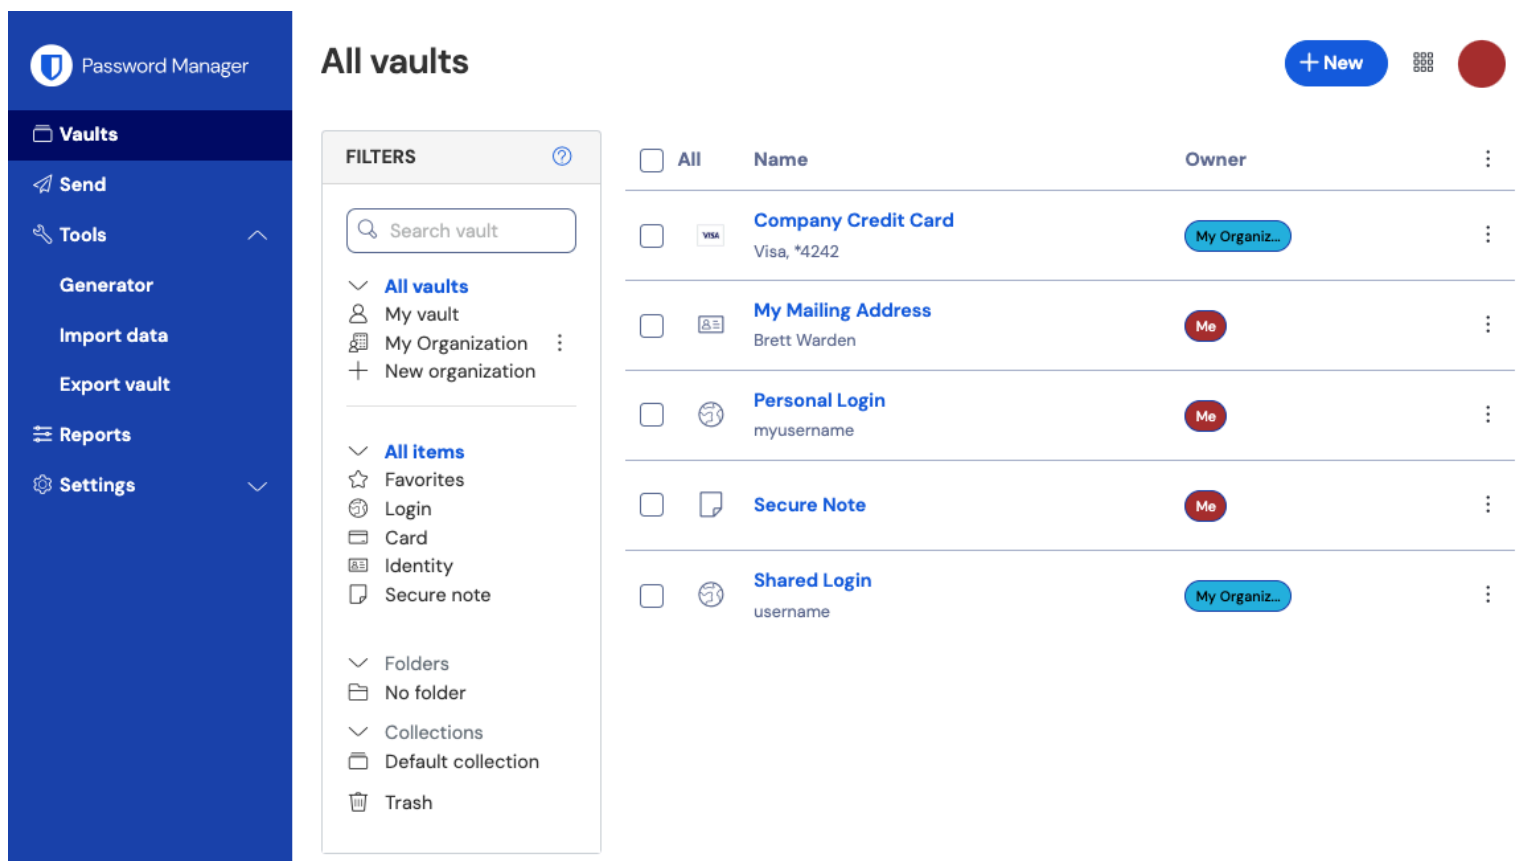 Password Manager
Vaults
Send
Tools
Generator
Import data
Export vault
Reports
Settings
All vaults
+ New
FILTERS
?
Search vault
All vaults
My vault
My Organization
New organization
All items
Favorites
Login
Card
Identity
Secure note
Folders
No folder
Collections
Default collection
Trash
All Name Owner
VISA
Company Credit Card
Visa, *4242
My Organiz...
My Mailing Address
Brett Warden
Me
Personal Login
myusername
Me
Secure Note
Me
Shared Login
username
My Organiz...